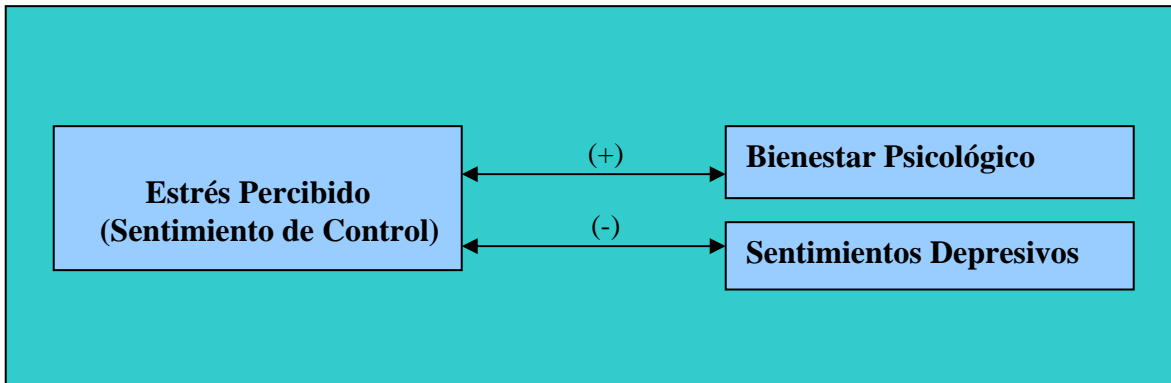 Estrés Percibido
(Sentimiento de Control)
(+)
Bienestar Psicológico
(-)
Sentimientos Depresivos